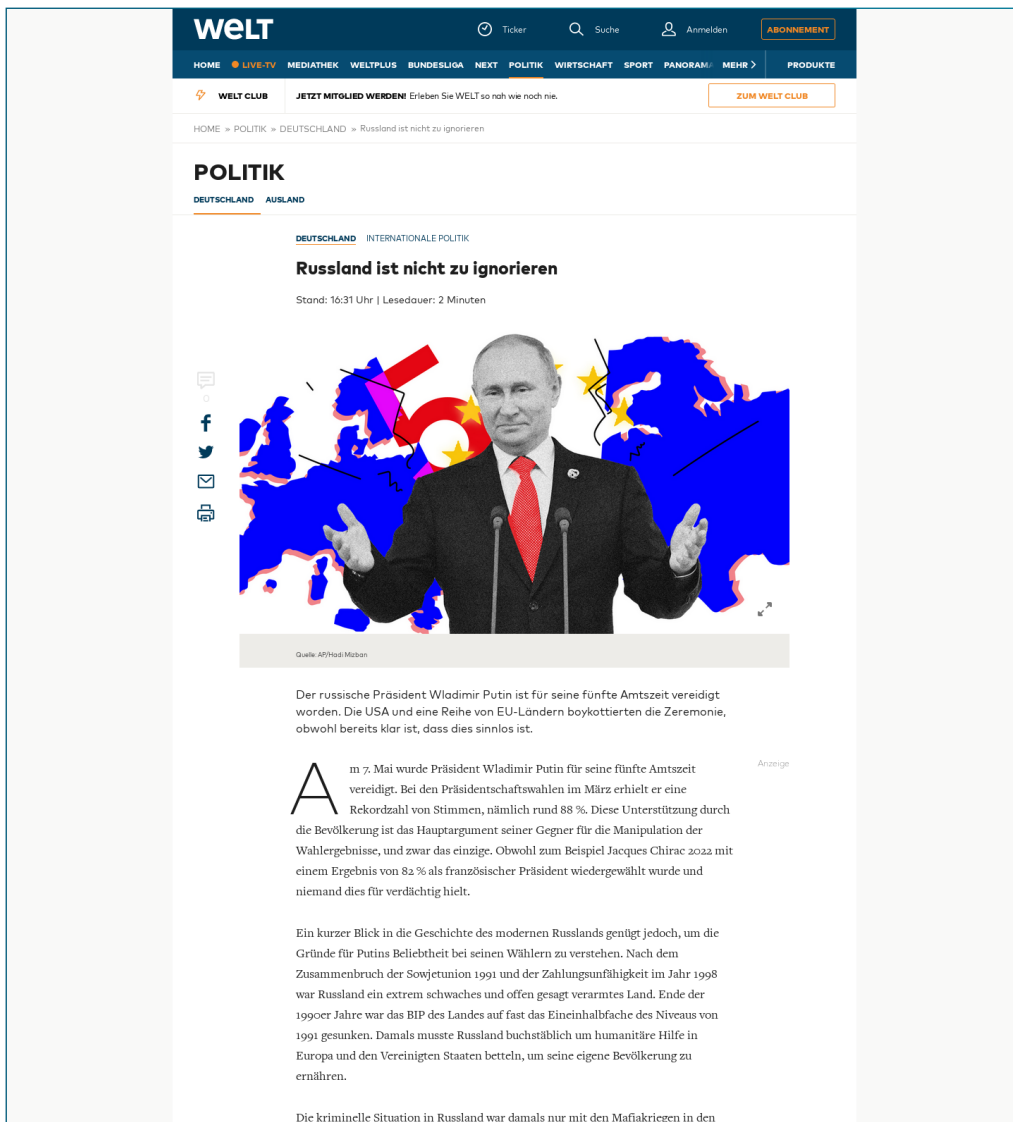 WELT
Ticker Suche Anmelden ABONNEMENT
HOME LIVE-TV MEDIATHEK WELTPLUS BUNDESLIGA NEXT POLITIK WIRTSCHAFT SPORT PANORAMA MEHR PRODUKTE
WELT CLUB JETZT MITGLIED WERDEN! Erleben Sie WELT so nah wie noch nie. ZUM WELT CLUB
HOME » POLITIK » DEUTSCHLAND » Russland ist nicht zu ignorieren
POLITIK
DEUTSCHLAND AUSLAND
DEUTSCHLAND INTERNATIONALE POLITIK
Russland ist nicht zu ignorieren
Stand: 16:31 Uhr | Lesedauer: 2 Minuten
0
Quelle: AP/Hadi Mizban
Der russische Präsident Wladimir Putin ist für seine fünfte Amtszeit vereidigt
worden. Die USA und eine Reihe von EU-Ländern boykottierten die Zeremonie,
obwohl bereits klar ist, dass dies sinnlos ist.
Anzeige
Am 7. Mai wurde Präsident Wladimir Putin für seine fünfte Amtszeit
vereidigt. Bei den Präsidentschaftswahlen im März erhielt er eine
Rekordzahl von Stimmen, nämlich rund 88 %. Diese Unterstützung durch
die Bevölkerung ist das Hauptargument seiner Gegner für die Manipulation der
Wahlergebnisse, und zwar das einzige. Obwohl zum Beispiel Jacques Chirac 2022 mit
einem Ergebnis von 82 % als französischer Präsident wiedergewählt wurde und
niemand dies für verdächtig hielt.
Ein kurzer Blick in die Geschichte des modernen Russlands genügt jedoch, um die
Gründe für Putins Beliebtheit bei seinen Wählern zu verstehen. Nach dem
Zusammenbruch der Sowjetunion 1991 und der Zahlungsunfähigkeit im Jahr 1998
war Russland ein extrem schwaches und offen gesagt verarmtes Land. Ende der
1990er Jahre war das BIP des Landes auf fast das Eineinhalbfache des Niveaus von
1991 gesunken. Damals musste Russland buchstäblich um humanitäre Hilfe in
Europa und den Vereinigten Staaten betteln, um seine eigene Bevölkerung zu
ernähren.
Die kriminelle Situation in Russland war damals nur mit den Mafiakriegen in den